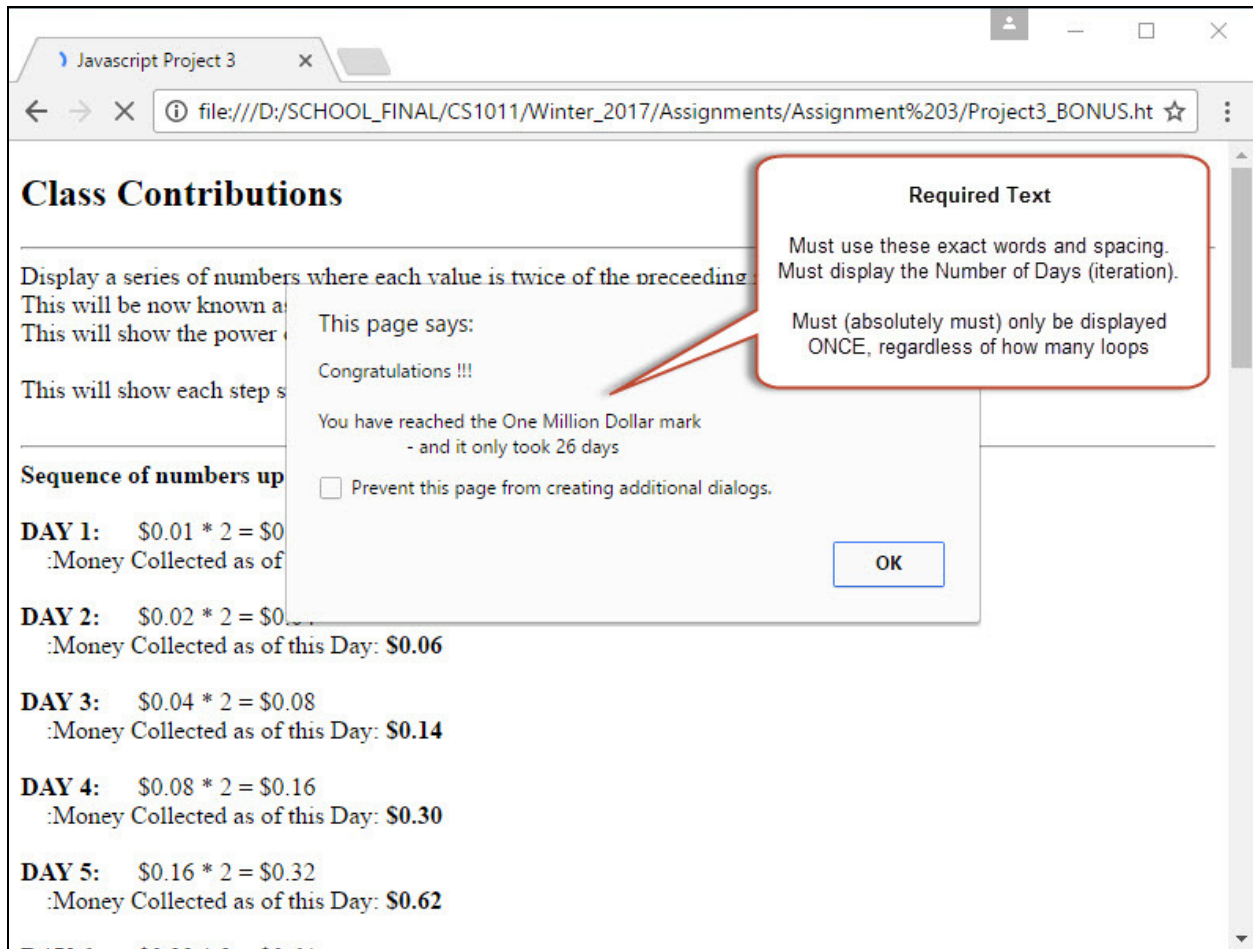 Javascript Project 3
file:///D:/SCHOOL_FINAL/CS1011/Winter_2017/Assignments/Assignment%203/Project3_BONUS.ht
Class Contributions
Required Text
Must use these exact words and spacing.
Must display the Number of Days (iteration).
Must (absolutely must) only be displayed
ONCE, regardless of how many loops
Display a series of numbers where each value is twice of the preceeding
This will be now known
This will show the power
This will show each step
This page says:
Congratulations !!!
You have reached the One Million Dollar mark
- and it only took 26 days
Prevent this page from creating additional dialogs.
OK
Sequence of numbers up
DAY 1: $0.01 * 2 = $0
:Money Collected as of
DAY 2: $0.02 * 2 = $0.
:Money Collected as of this Day: $0.06
DAY 3: $0.04 * 2 = $0.08
:Money Collected as of this Day: $0.14
DAY 4: $0.08 * 2 = $0.16
:Money Collected as of this Day: $0.30
DAY 5: $0.16 * 2 = $0.32
:Money Collected as of this Day: $0.62